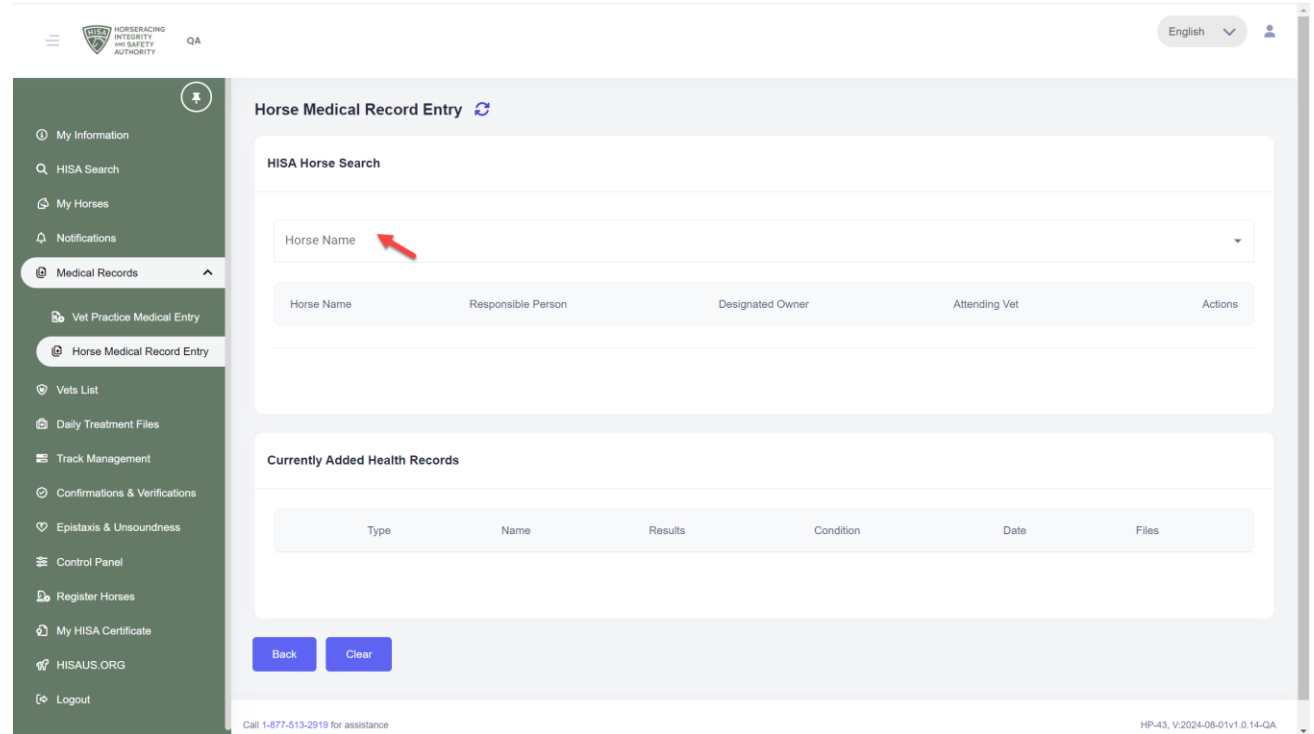 HISA
HORSERACING
INTEGRITY
AND SAFETY
AUTHORITY
QA
English
My Information
HISA Search
My Horses
Notifications
Medical Records
Vet Practice Medical Entry
Horse Medical Record Entry
Vets List
Daily Treatment Files
Track Management
Confirmations & Verifications
Epistaxis & Unsoundness
Control Panel
Register Horses
My HISA Certificate
HISAUS.ORG
Logout
Horse Medical Record Entry
HISA Horse Search
Horse Name
Horse Name Responsible Person Designated Owner Attending Vet Actions
Currently Added Health Records
Type Name Results Condition Date Files
Back Clear
Call 1-877-513-2919 for assistance HP-43, V:2024-08-01v1.0.14-QA